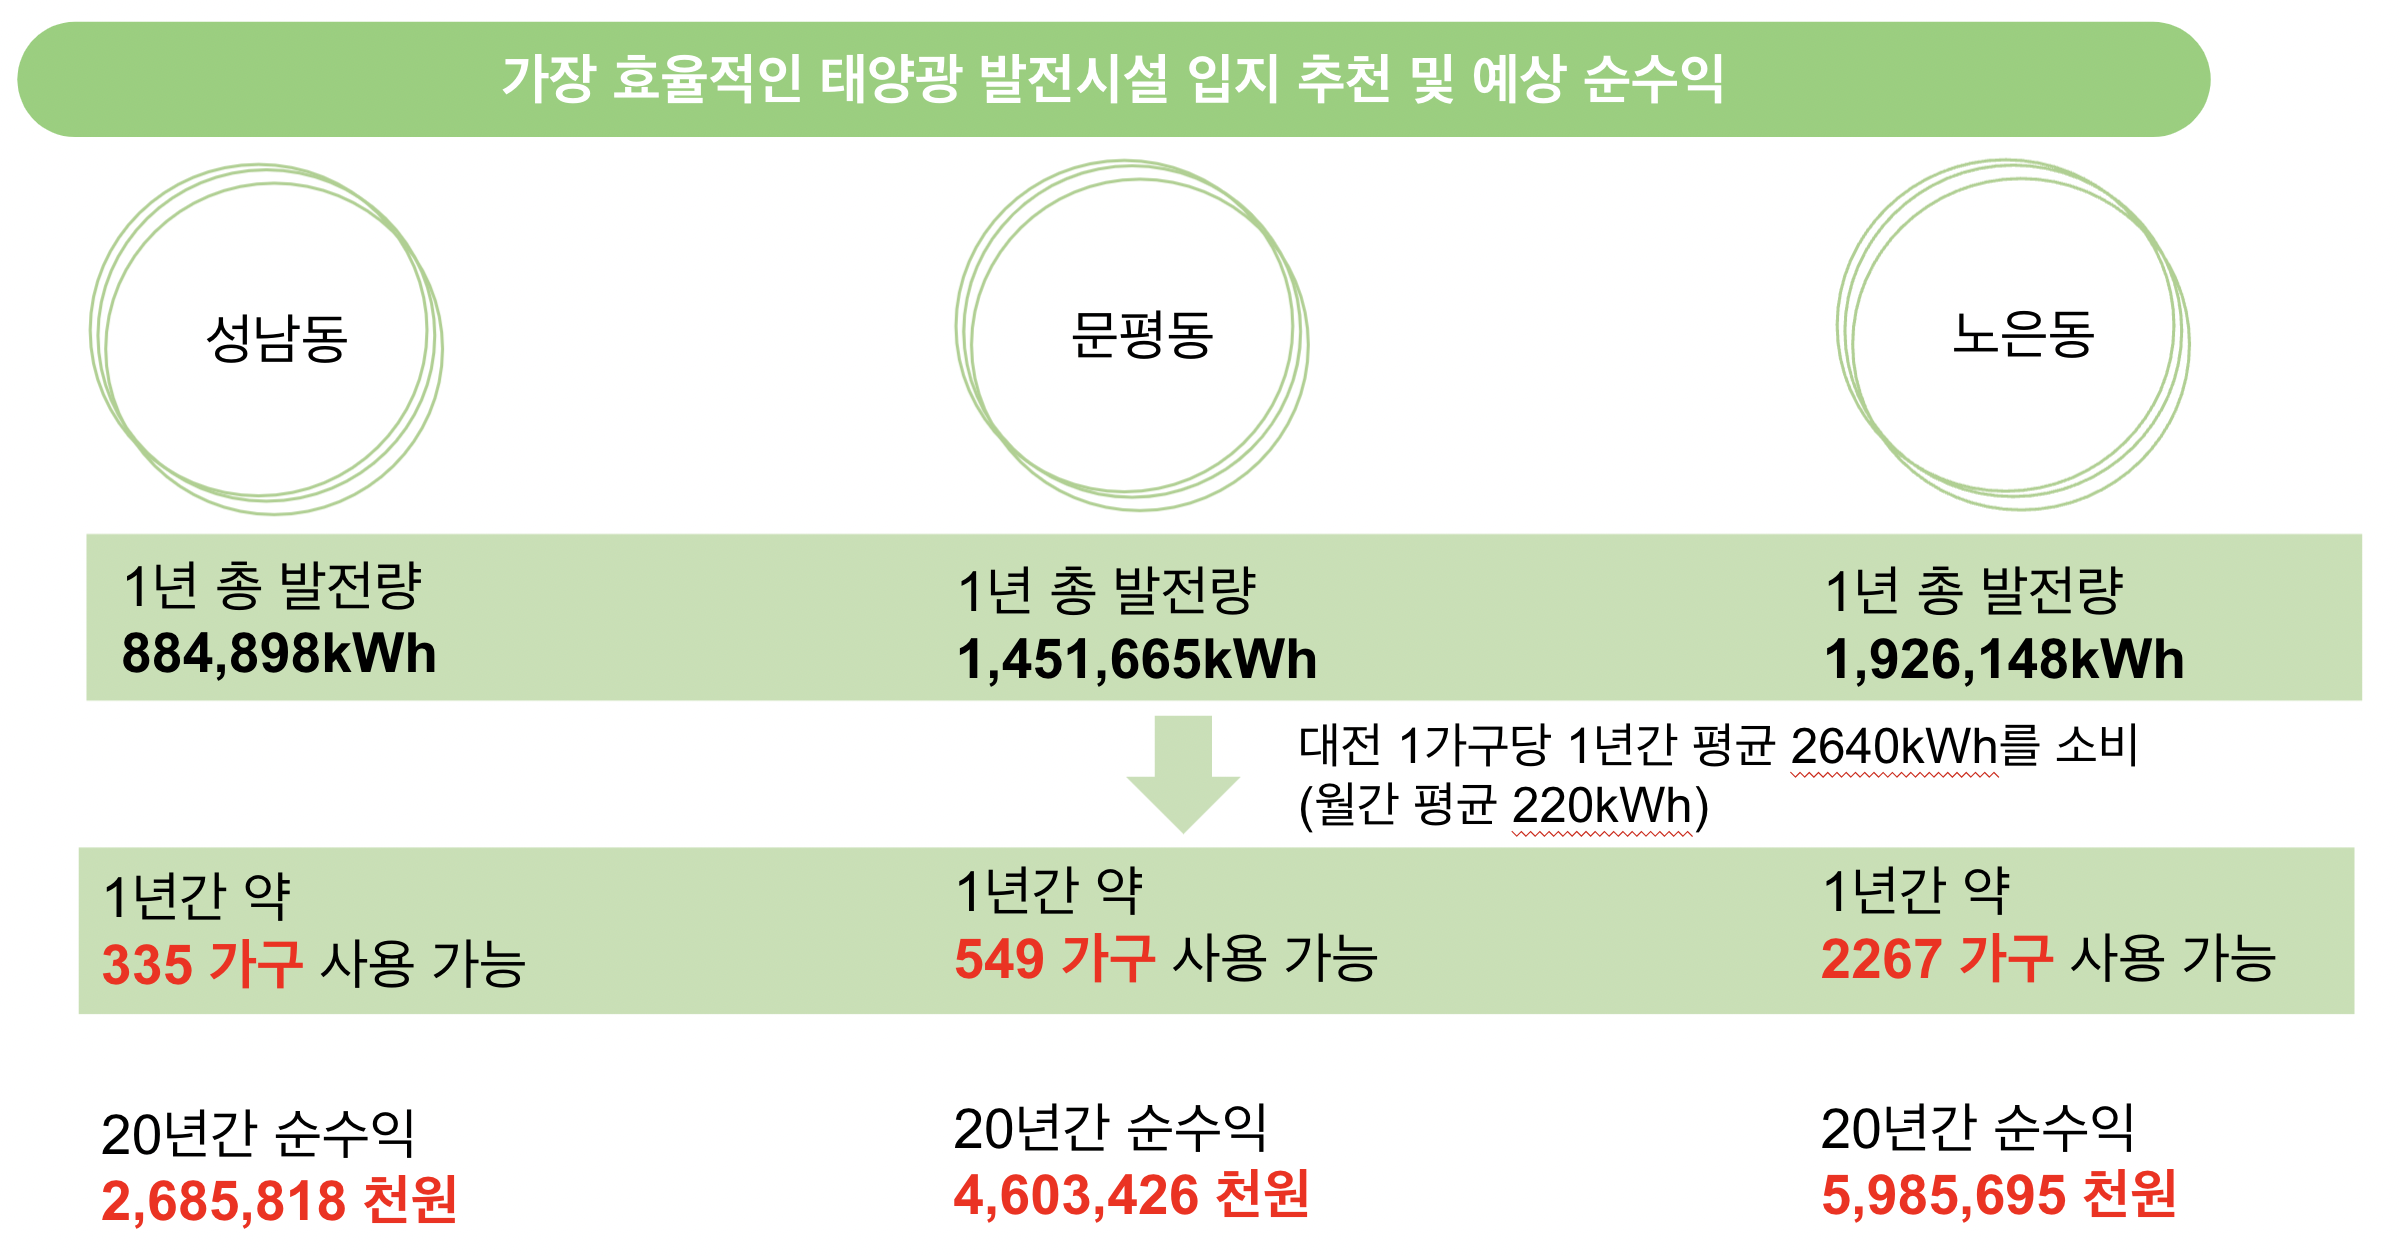 가장 효율적인 태양광 발전시설 입지 추천 및 예상 순수익
성남동
문평동
노은동
1년 총 발전량
884,898kWh
1년 총 발전량
1,451,665kWh
1년 총 발전량
1,926,148kWh
대전 1가구당 1년간 평균 2640kWh를 소비
(월간 평균 220kWh)
1년간 약
335 가구 사용 가능
1년간 약
549 가구 사용 가능
1년간 약
2267 가구 사용 가능
20년간 순수익
2,685,818 천원
20년간 순수익
4,603,426 천원
20년간 순수익
5,985,695 천원